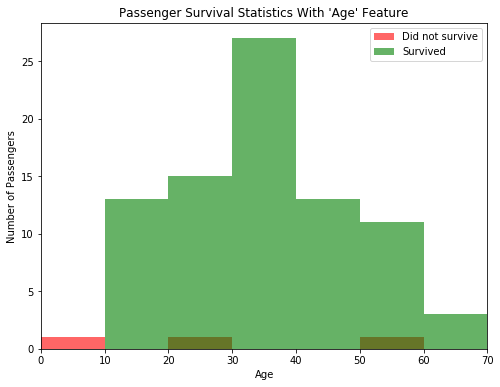 Passenger Survival Statistics With 'Age' Feature
Did not survive
Survived
Number of Passengers
25
20
15
10
5
0
0 10 20 30 40 50 60 70
Age